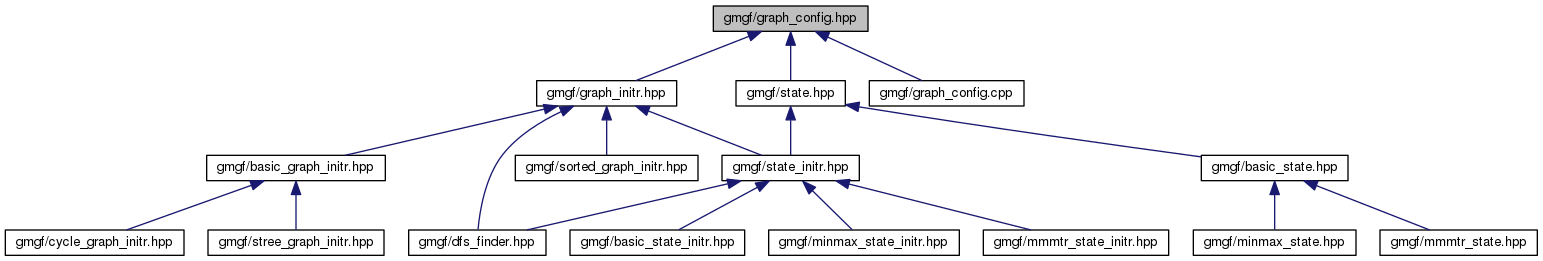 gmgf/graph_config.hpp
gmgf/graph_initr.hpp
gmgf/state.hpp
gmgf/graph_config.cpp
gmgf/basic_graph_initr.hpp
gmgf/sorted_graph_initr.hpp
gmgf/state_initr.hpp
gmgf/basic_state.hpp
gmgf/cycle_graph_initr.hpp
gmgf/stree_graph_initr.hpp
gmgf/dfs_finder.hpp
gmgf/basic_state_initr.hpp
gmgf/minmax_state_initr.hpp
gmgf/mmmtr_state_initr.hpp
gmgf/minmax_state.hpp
gmgf/mmmtr_state.hpp